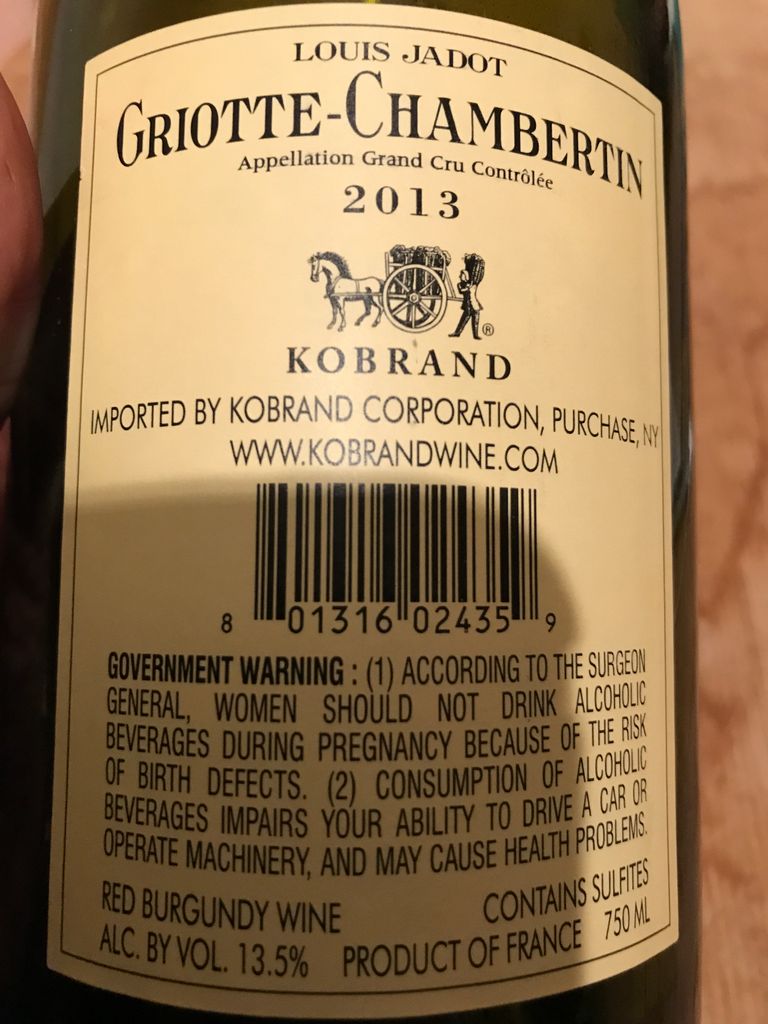 LOUIS JADOT
GRIOTTE-CHAMBERTIN
Appellation Grand Cru Contrôlée
2013
®
KOBRAND
IMPORTED BY KOBRAND CORPORATION, PURCHASE, NY
WWW.KOBRANDWINE.COM
8 01316 02435 9
GOVERNMENT WARNING : (1) ACCORDING TO THE SURGEON
GENERAL, WOMEN SHOULD NOT DRINK ALCOHOLIC
BEVERAGES DURING PREGNANCY BECAUSE OF THE RISK
OF BIRTH DEFECTS. (2) CONSUMPTION OF ALCOHOLIC
BEVERAGES IMPAIRS YOUR ABILITY TO DRIVE A CAR OR
OPERATE MACHINERY, AND MAY CAUSE HEALTH PROBLEMS.
RED BURGUNDY WINE CONTAINS SULFITES
ALC. BY VOL. 13.5% PRODUCT OF FRANCE 750 ML